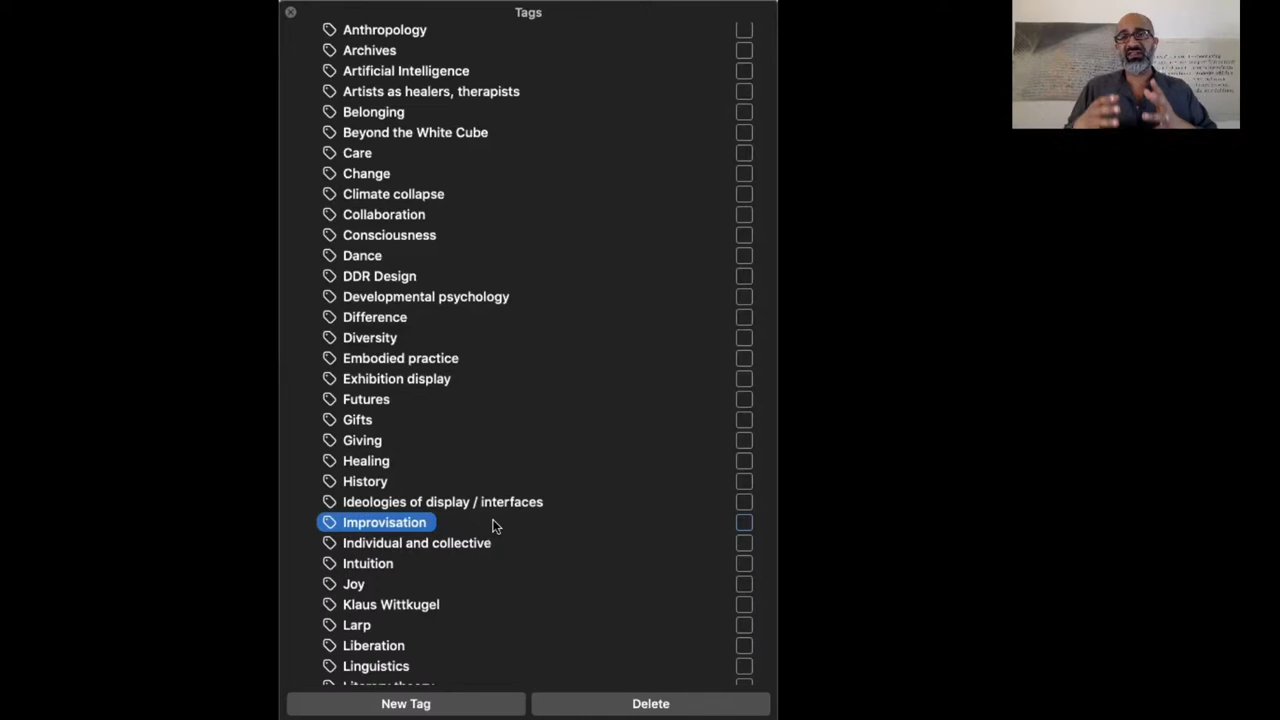 Tags
Anthropology
Archives
Artificial Intelligence
Artists as healers, therapists
Belonging
Beyond the White Cube
Care
Change
Climate collapse
Collaboration
Consciousness
Dance
DDR Design
Developmental psychology
Difference
Diversity
Embodied practice
Exhibition display
Futures
Gifts
Giving
Healing
History
Ideologies of display / interfaces
Improvisation
Individual and collective
Intuition
Joy
Klaus Wittkugel
Larp
Liberation
Linguistics
New Tag
Delete